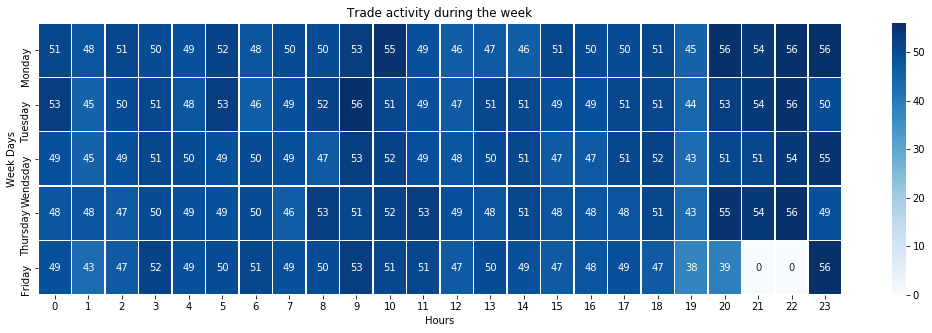 Trade activity during the week
Week Days
Monday 51 48 51 50 49 52 48 50 50 53 55 49 46 47 46 51 50 50 51 45 56 54 56 56
Tuesday 53 45 50 51 48 53 46 49 52 56 51 49 47 51 51 49 49 51 51 44 53 54 56 50
Wendsday 49 45 49 51 50 49 50 49 47 53 52 49 48 50 51 47 47 51 52 43 51 51 54 55
Thursday 48 48 47 50 49 49 50 46 53 51 52 53 49 48 51 48 48 48 51 43 55 54 56 49
Friday 49 43 47 52 49 50 51 49 50 53 51 51 47 50 49 47 48 49 47 38 39 0 0 56
0 1 2 3 4 5 6 7 8 9 10 11 12 13 14 15 16 17 18 19 20 21 22 23
Hours
50
40
30
20
10
0